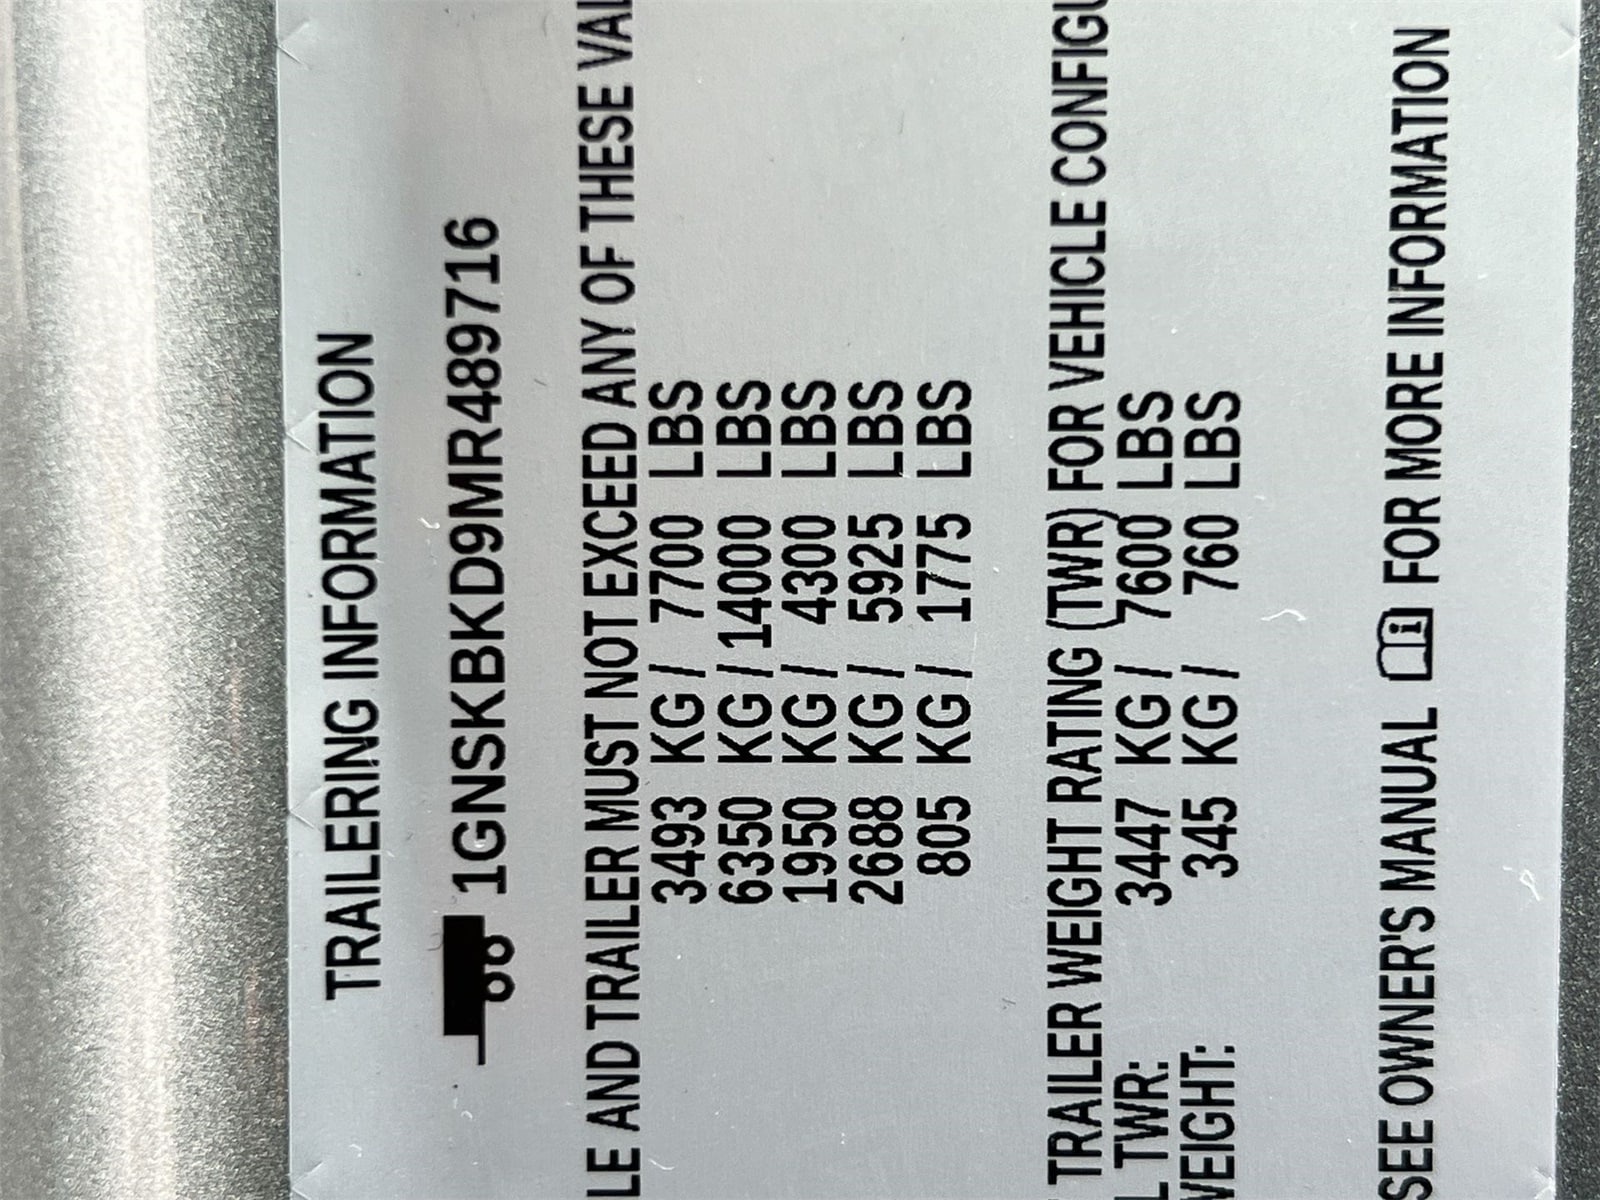 TRAILERING INFORMATION
1GNSKBKD9MR489716
LE AND TRAILER MUST NOT EXCEED ANY OF THESE VAL
3493 KG / 7700 LBS
6350 KG / 14000 LBS
1950 KG / 4300 LBS
2688 KG / 5925 LBS
805 KG / 1775 LBS
TRAILER WEIGHT RATING (TWR) FOR VEHICLE CONFIGU
L TWR: 3447 KG / 7600 LBS
WEIGHT: 345 KG / 760 LBS
SEE OWNER'S MANUAL FOR MORE INFORMATION